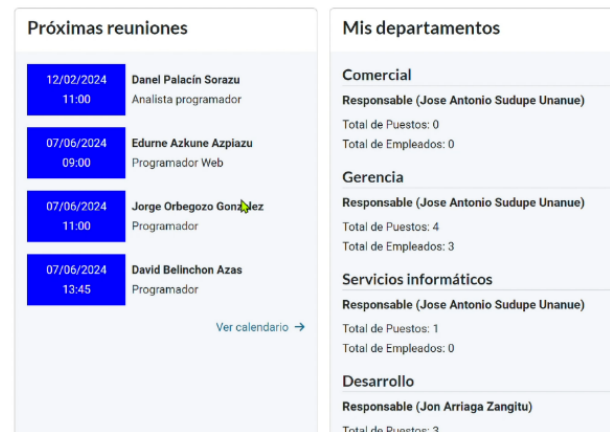 Próximas reuniones
12/02/2024
11:00
Danel Palacín Sorazu
Analista programador
07/06/2024
09:00
Edurne Azkune Azpiazu
Programador Web
07/06/2024
11:00
Jorge Orbegozo González
Programador
07/06/2024
13:45
David Belinchon Azas
Programador
Ver calendario →
Mis departamentos
Comercial
Responsable (Jose Antonio Sudupe Unanue)
Total de Puestos: 0
Total de Empleados: 0
Gerencia
Responsable (Jose Antonio Sudupe Unanue)
Total de Puestos: 4
Total de Empleados: 3
Servicios informáticos
Responsable (Jose Antonio Sudupe Unanue)
Total de Puestos: 1
Total de Empleados: 0
Desarrollo
Responsable (Jon Arriaga Zangitu)
Total de Puestos: 3